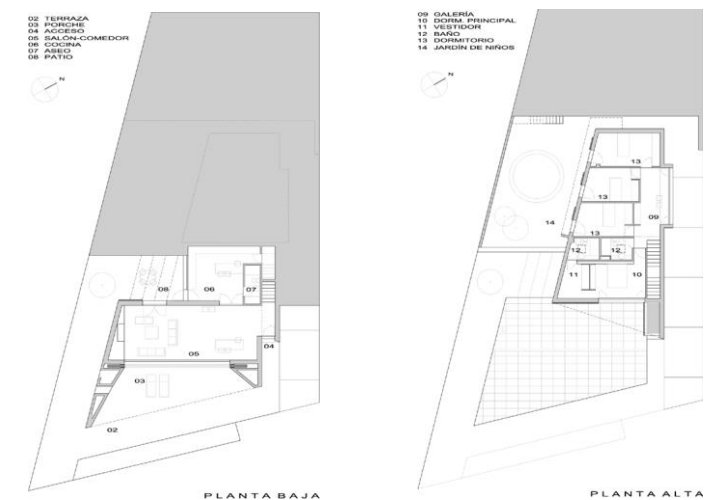 02 TERRAZA
03 PORCHE
04 ACCESO
05 SALÓN-COMEDOR
06 COCINA
07 ASEO
08 PATIO
N
08
06
07
04
05
03
02
PLANTA BAJA
09 GALERÍA
10 DORM. PRINCIPAL
11 VESTIDOR
12 BAÑO
13 DORMITORIO
14 JARDÍN DE NIÑOS
N
13
13
09
14
13
12
12
11
10
PLANTA ALTA